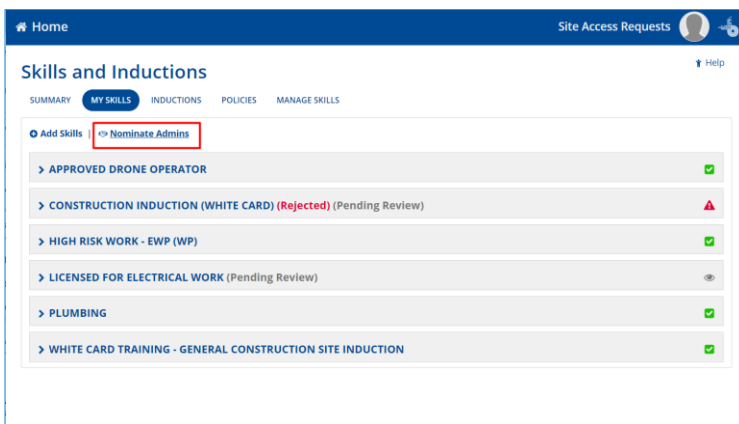 Home
Site Access Requests
Skills and Inductions
Help
SUMMARY MY SKILLS INDUCTIONS POLICIES MANAGE SKILLS
Add Skills | Nominate Admins
APPROVED DRONE OPERATOR
CONSTRUCTION INDUCTION (WHITE CARD) (Rejected) (Pending Review)
HIGH RISK WORK - EWP (WP)
LICENSED FOR ELECTRICAL WORK (Pending Review)
PLUMBING
WHITE CARD TRAINING - GENERAL CONSTRUCTION SITE INDUCTION